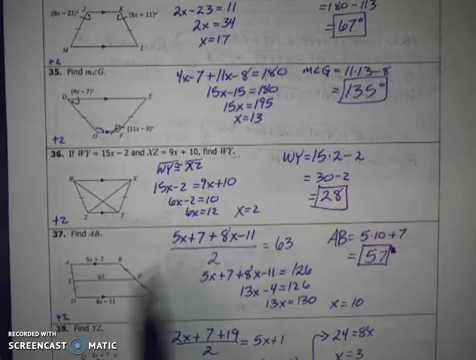 (8x - 23)°
J
K
(6x + 11)°
M
L
2x - 23 = 11
2x = 34
x = 17
= 180 - 113
= 67°
+2
35. Find m∠G.
(4x - 7)°
(11x - 8)°
4x - 7 + 11x - 8 = 180
15x - 15 = 180
15x = 195
x = 13
m∠G = 11·13 - 8
= 135°
+2
36. If WY = 15x − 2 and XZ = 9x + 10, find WY.
W
X
Z
Y
WY ≅ XZ
15x - 2 = 9x + 10
6x - 2 = 10
6x = 12
x = 2
WY = 15·2 - 2
= 30 - 2
= 28
+2
37. Find AB.
5x + 7
A
B
63
8x − 11
5x + 7 + 8x - 11
2
= 63
5x + 7 + 8x - 11 = 126
13x - 4 = 126
13x = 130
x = 10
AB = 5·10 + 7
= 57
+2
38. Find YZ.
2x + 7 + 19
2
= 5x + 1
24 = 8x
x = 3
RECORDED WITH
SCREENCAST MATIC